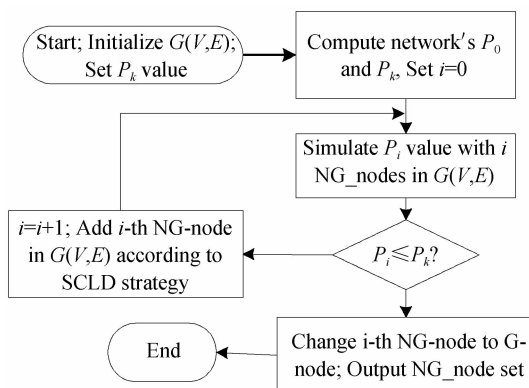 Start; Initialize G(V,E);
Set Pk value
Compute network's P0
and Pk, Set i=0
Simulate Pi value with i
NG_nodes in G(V,E)
i=i+1; Add i-th NG-node
in G(V,E) according to
SCLD strategy
Pi⩽Pk?
Change i-th NG-node to G-
node; Output NG_node set
End